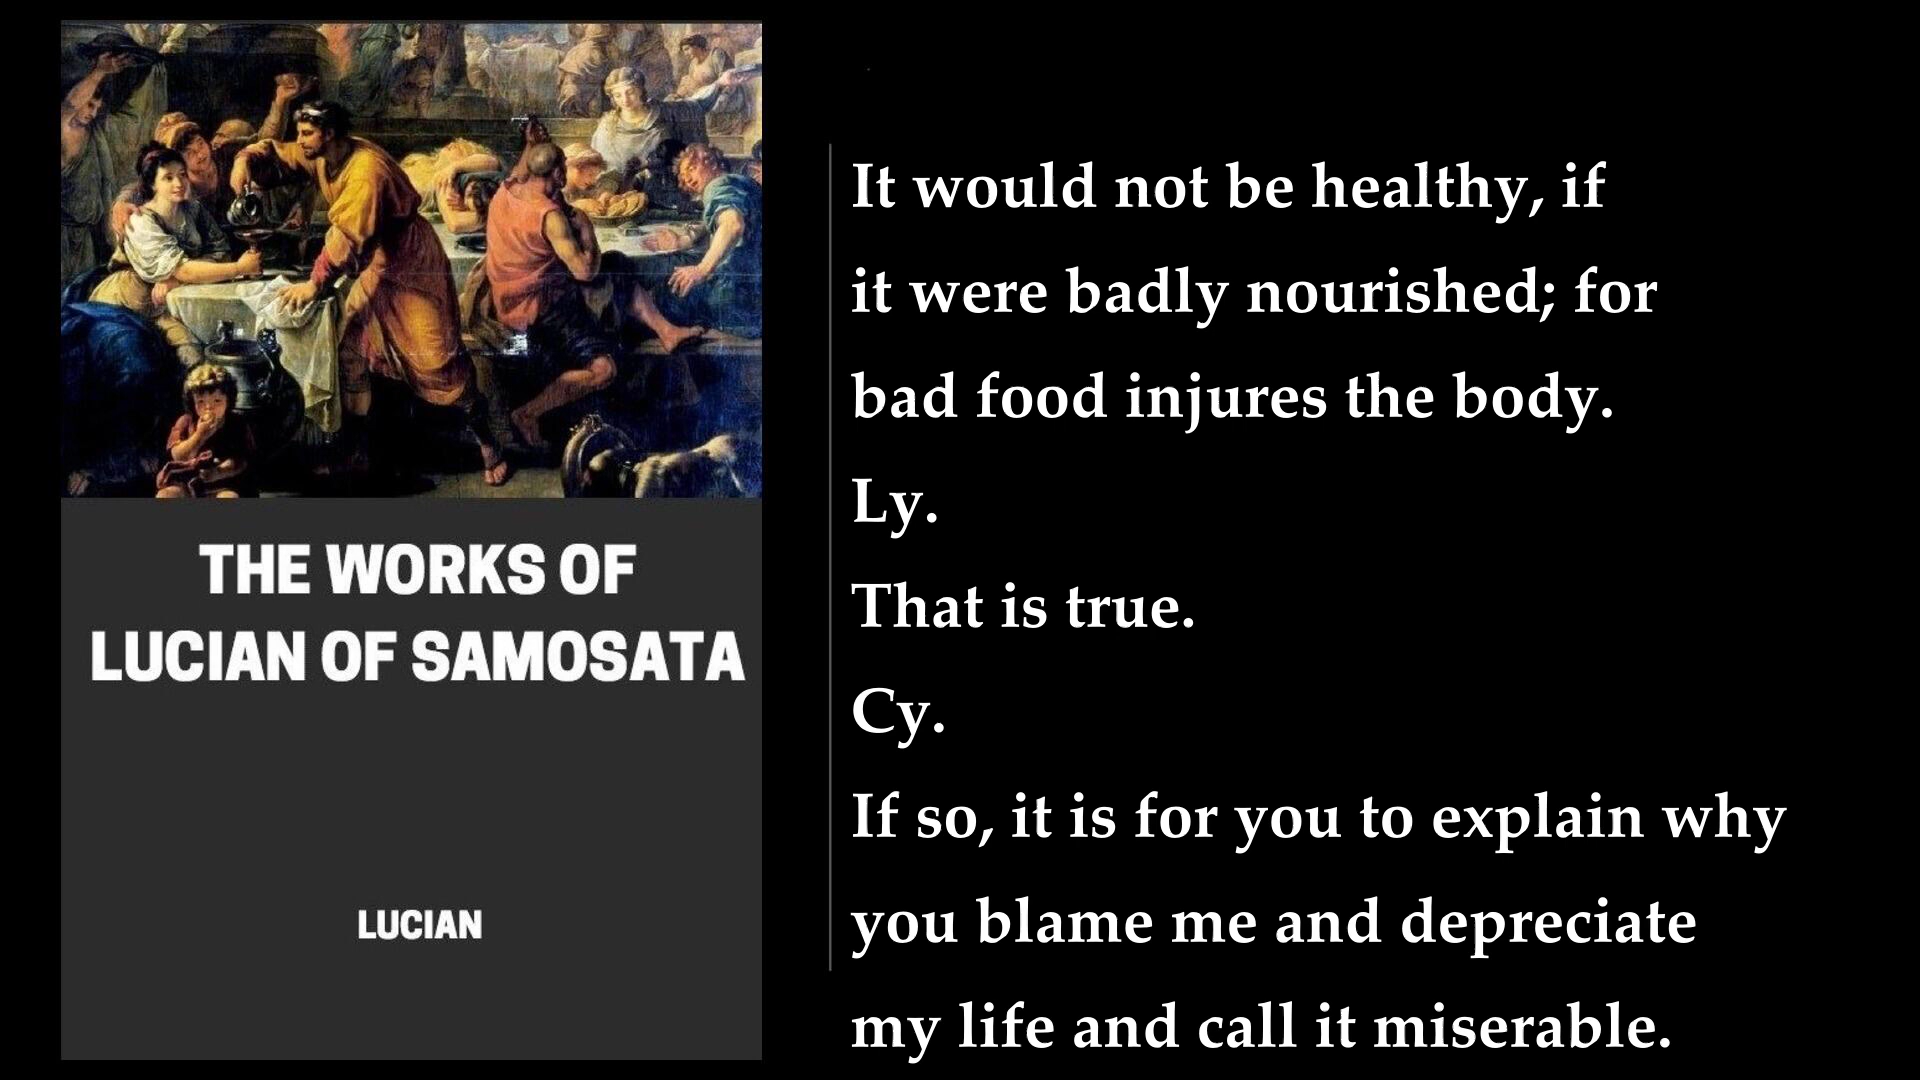 THE WORKS OF
LUCIAN OF SAMOSATA
LUCIAN
It would not be healthy, if
it were badly nourished; for
bad food injures the body.
Ly.
That is true.
Cy.
If so, it is for you to explain why
you blame me and depreciate
my life and call it miserable.